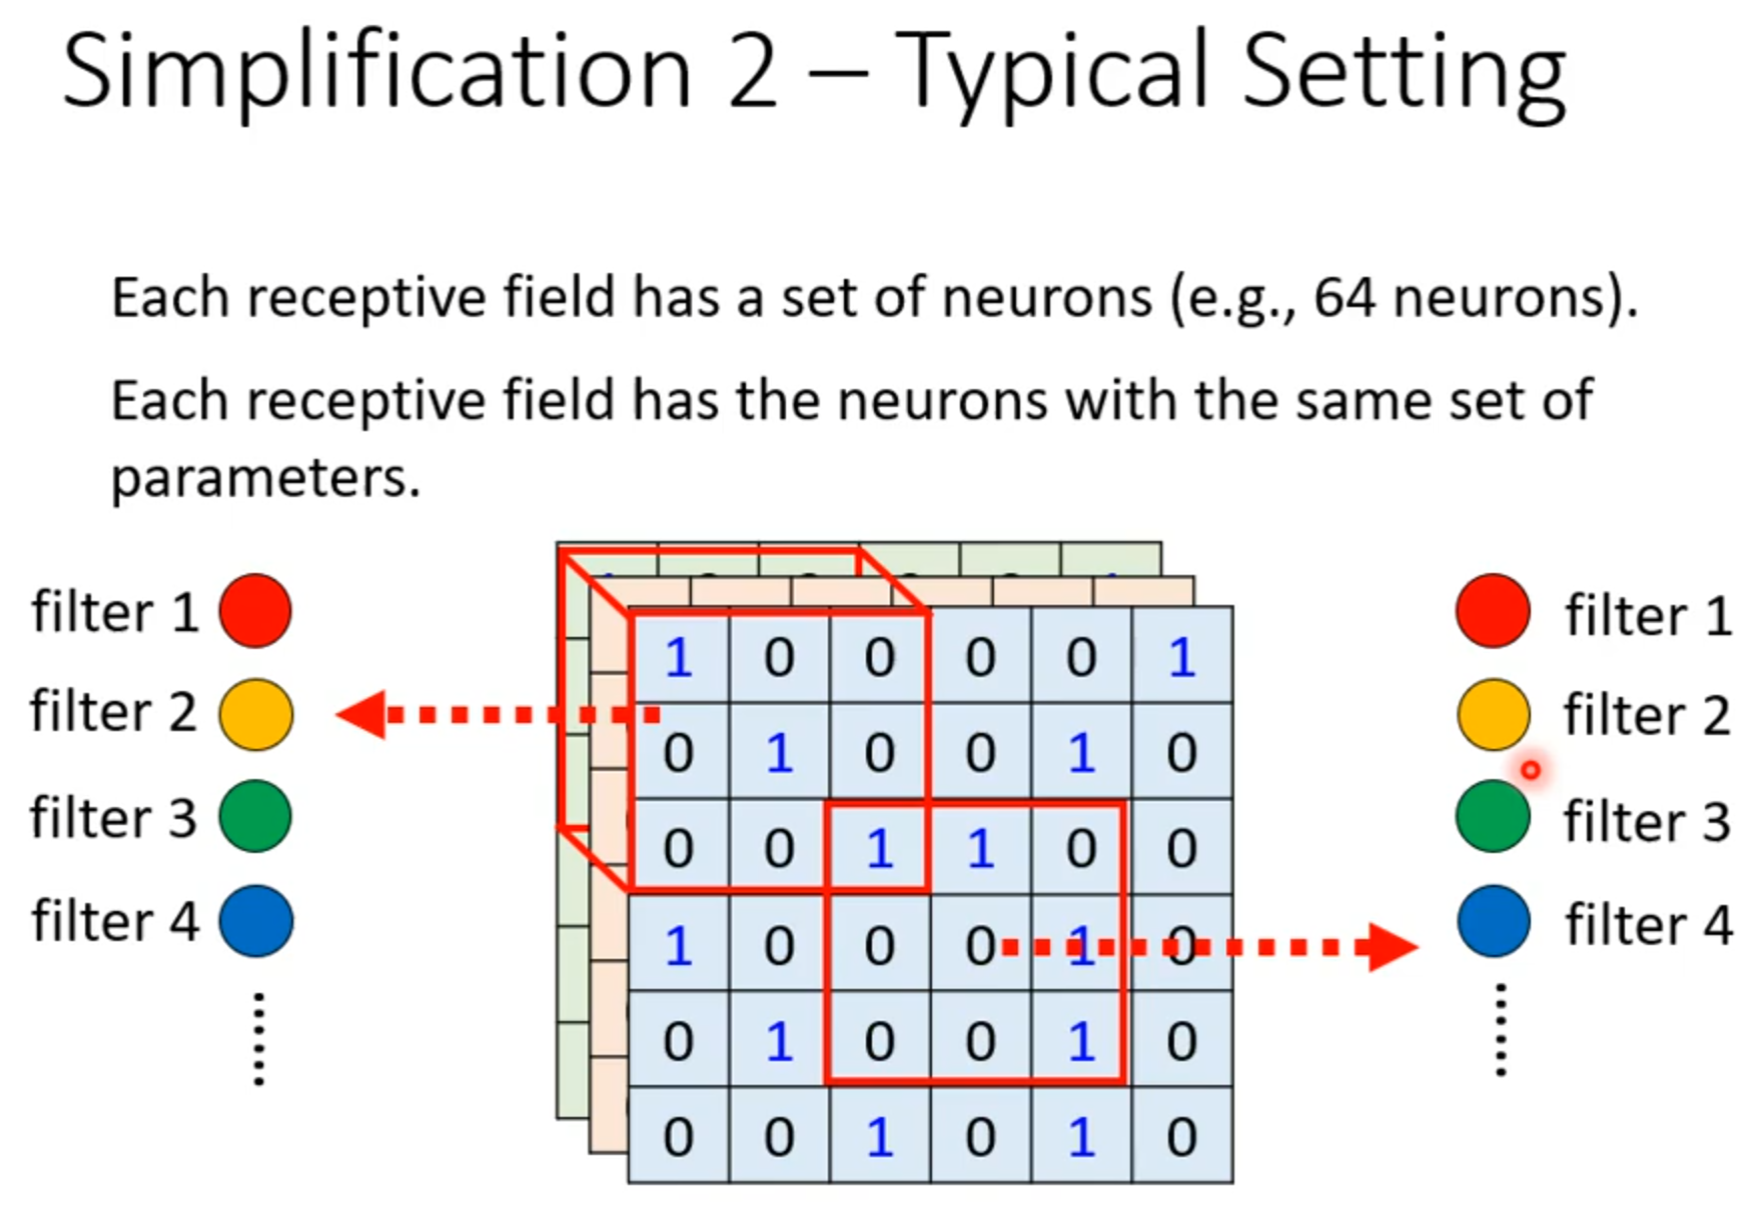 Simplification 2 – Typical Setting
Each receptive field has a set of neurons (e.g., 64 neurons).
Each receptive field has the neurons with the same set of
parameters.
filter 1
filter 2
filter 3
filter 4
1 0 0 0 0 1
0 1 0 0 1 0
0 0 1 1 0 0
1 0 0 0 1 0
0 1 0 0 1 0
0 0 1 0 1 0
filter 1
filter 2
filter 3
filter 4